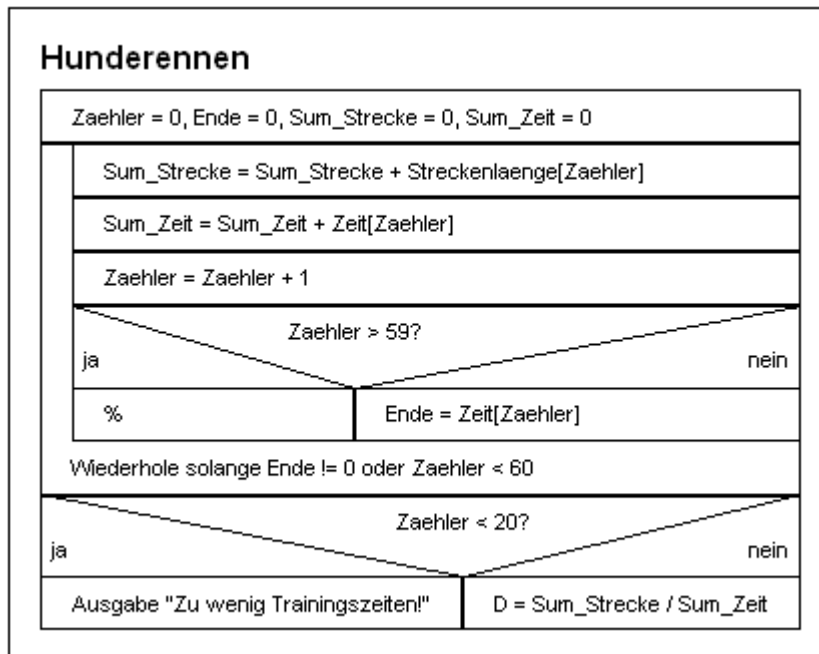 Hunderennen
Zaehler = 0, Ende = 0, Sum_Strecke = 0, Sum_Zeit = 0
Sum_Strecke = Sum_Strecke + Streckenlaenge[Zaehler]
Sum_Zeit = Sum_Zeit + Zeit[Zaehler]
Zaehler = Zaehler + 1
Zaehler > 59?
ja nein
% Ende = Zeit[Zaehler]
Wiederhole solange Ende != 0 oder Zaehler < 60
Zaehler < 20?
ja nein
Ausgabe "Zu wenig Trainingszeiten!" D = Sum_Strecke / Sum_Zeit